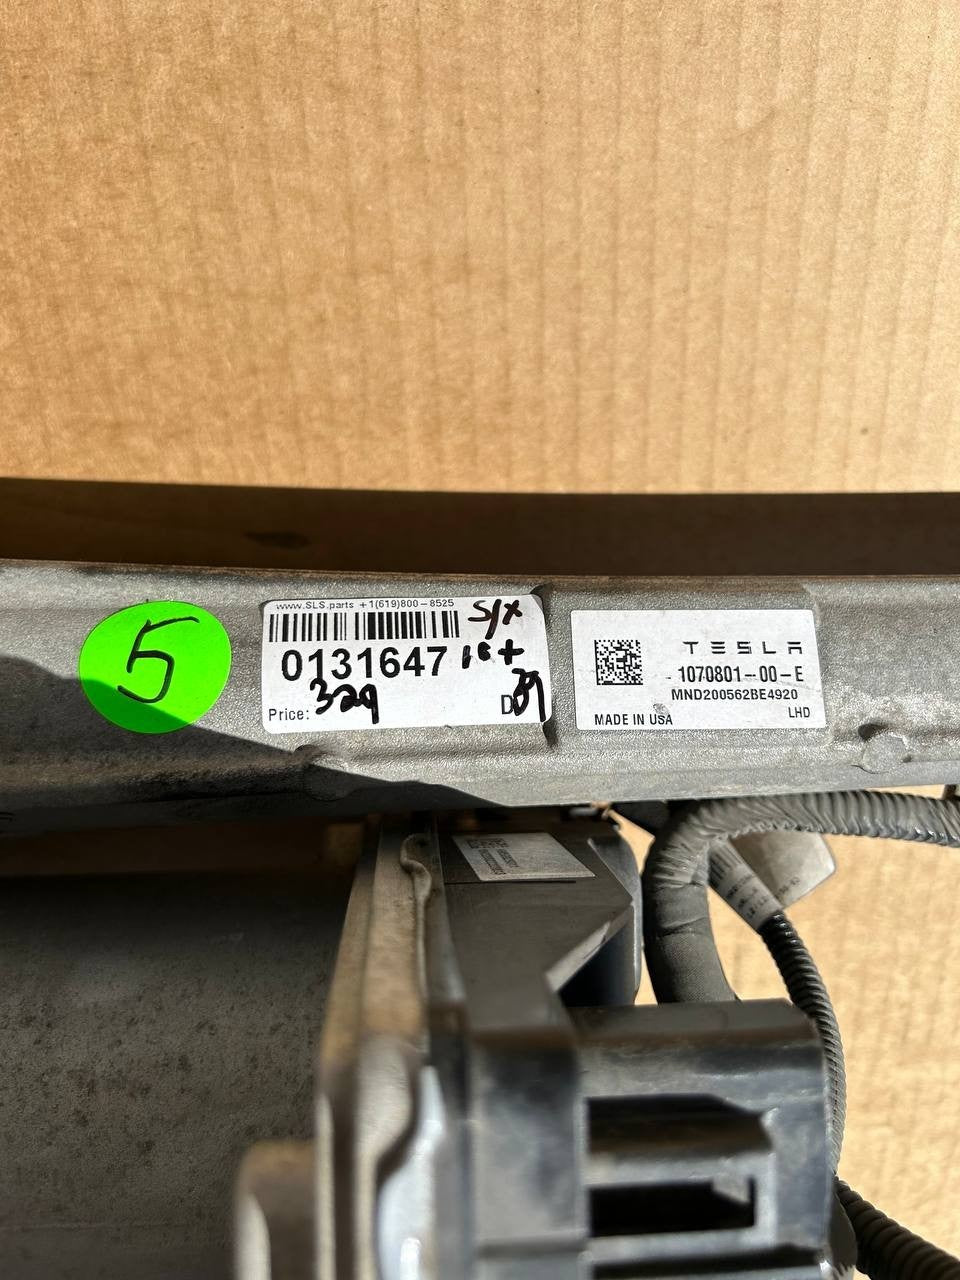 5
www.SLS.parts +1(619)800-8525
S/X
0131647
16+
Price: 329
D
TESLA
1070801-00-E
MND200562BE4920
MADE IN USA
LHD